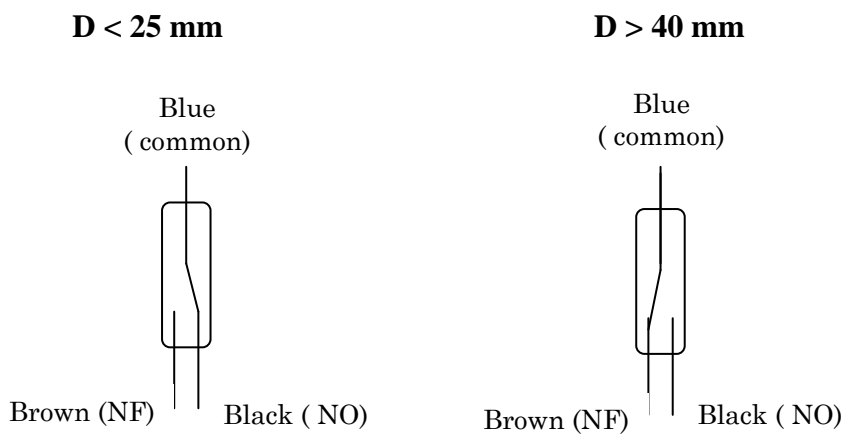 D < 25 mm
D > 40 mm
Blue
( common)
Blue
( common)
Brown (NF)
Black ( NO)
Brown (NF)
Black ( NO)